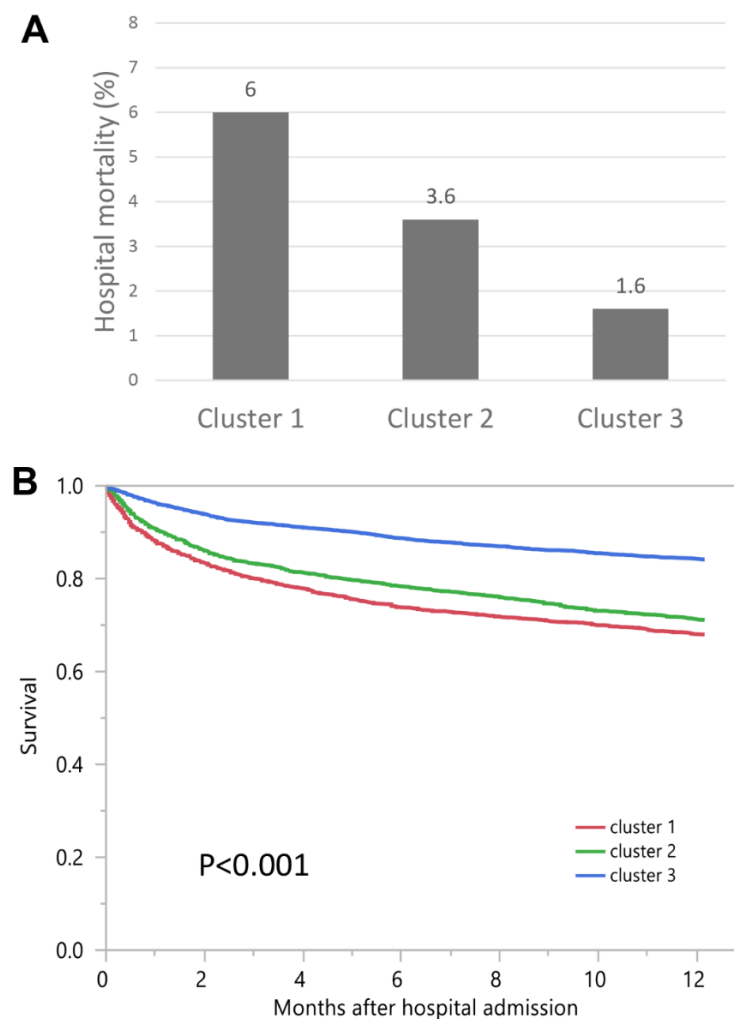 A
Hospital mortality (%)
8
7
6
5
4
3
2
1
0
6
3.6
1.6
Cluster 1 Cluster 2 Cluster 3
B
Survival
1.0
0.8
0.6
0.4
0.2
0.0
P<0.001
cluster 1
cluster 2
cluster 3
0 2 4 6 8 10 12
Months after hospital admission